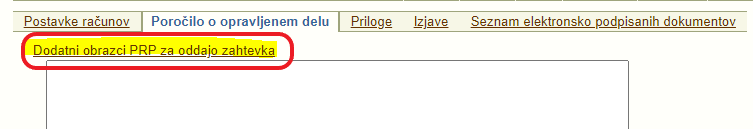 Postavke računov Poročilo o opravljenem delu Priloge Izjave Seznam elektronsko podpisanih dokumentov
Dodatni obrazci PRP za oddajo zahtevka